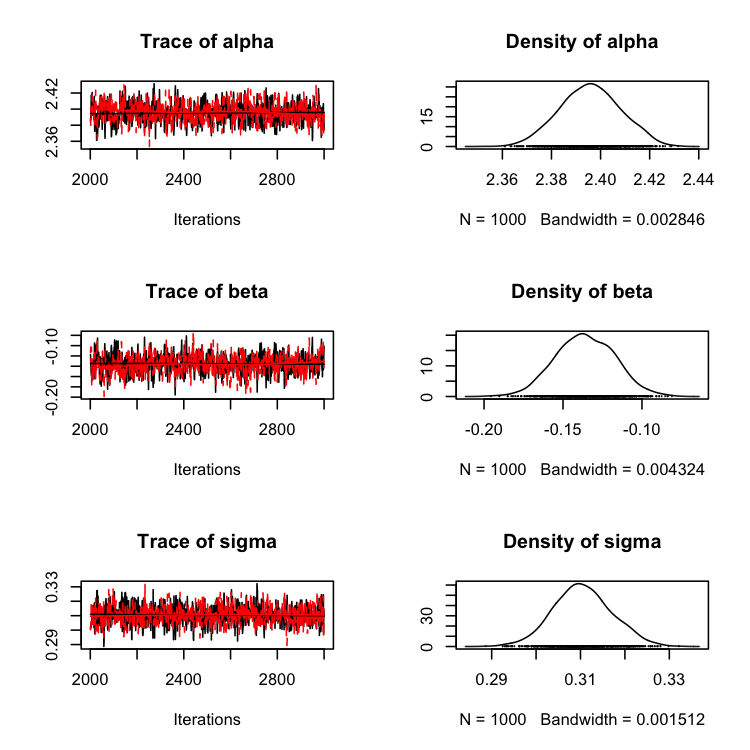 Trace of alpha
2.36 2.42
2000 2400 2800
Iterations
Density of alpha
0 15
2.36 2.38 2.40 2.42 2.44
N = 1000 Bandwidth = 0.002846
Trace of beta
-0.20 -0.10
2000 2400 2800
Iterations
Density of beta
0 10
-0.20 -0.15 -0.10
N = 1000 Bandwidth = 0.004324
Trace of sigma
0.29 0.33
2000 2400 2800
Iterations
Density of sigma
0 30
0.29 0.31 0.33
N = 1000 Bandwidth = 0.001512